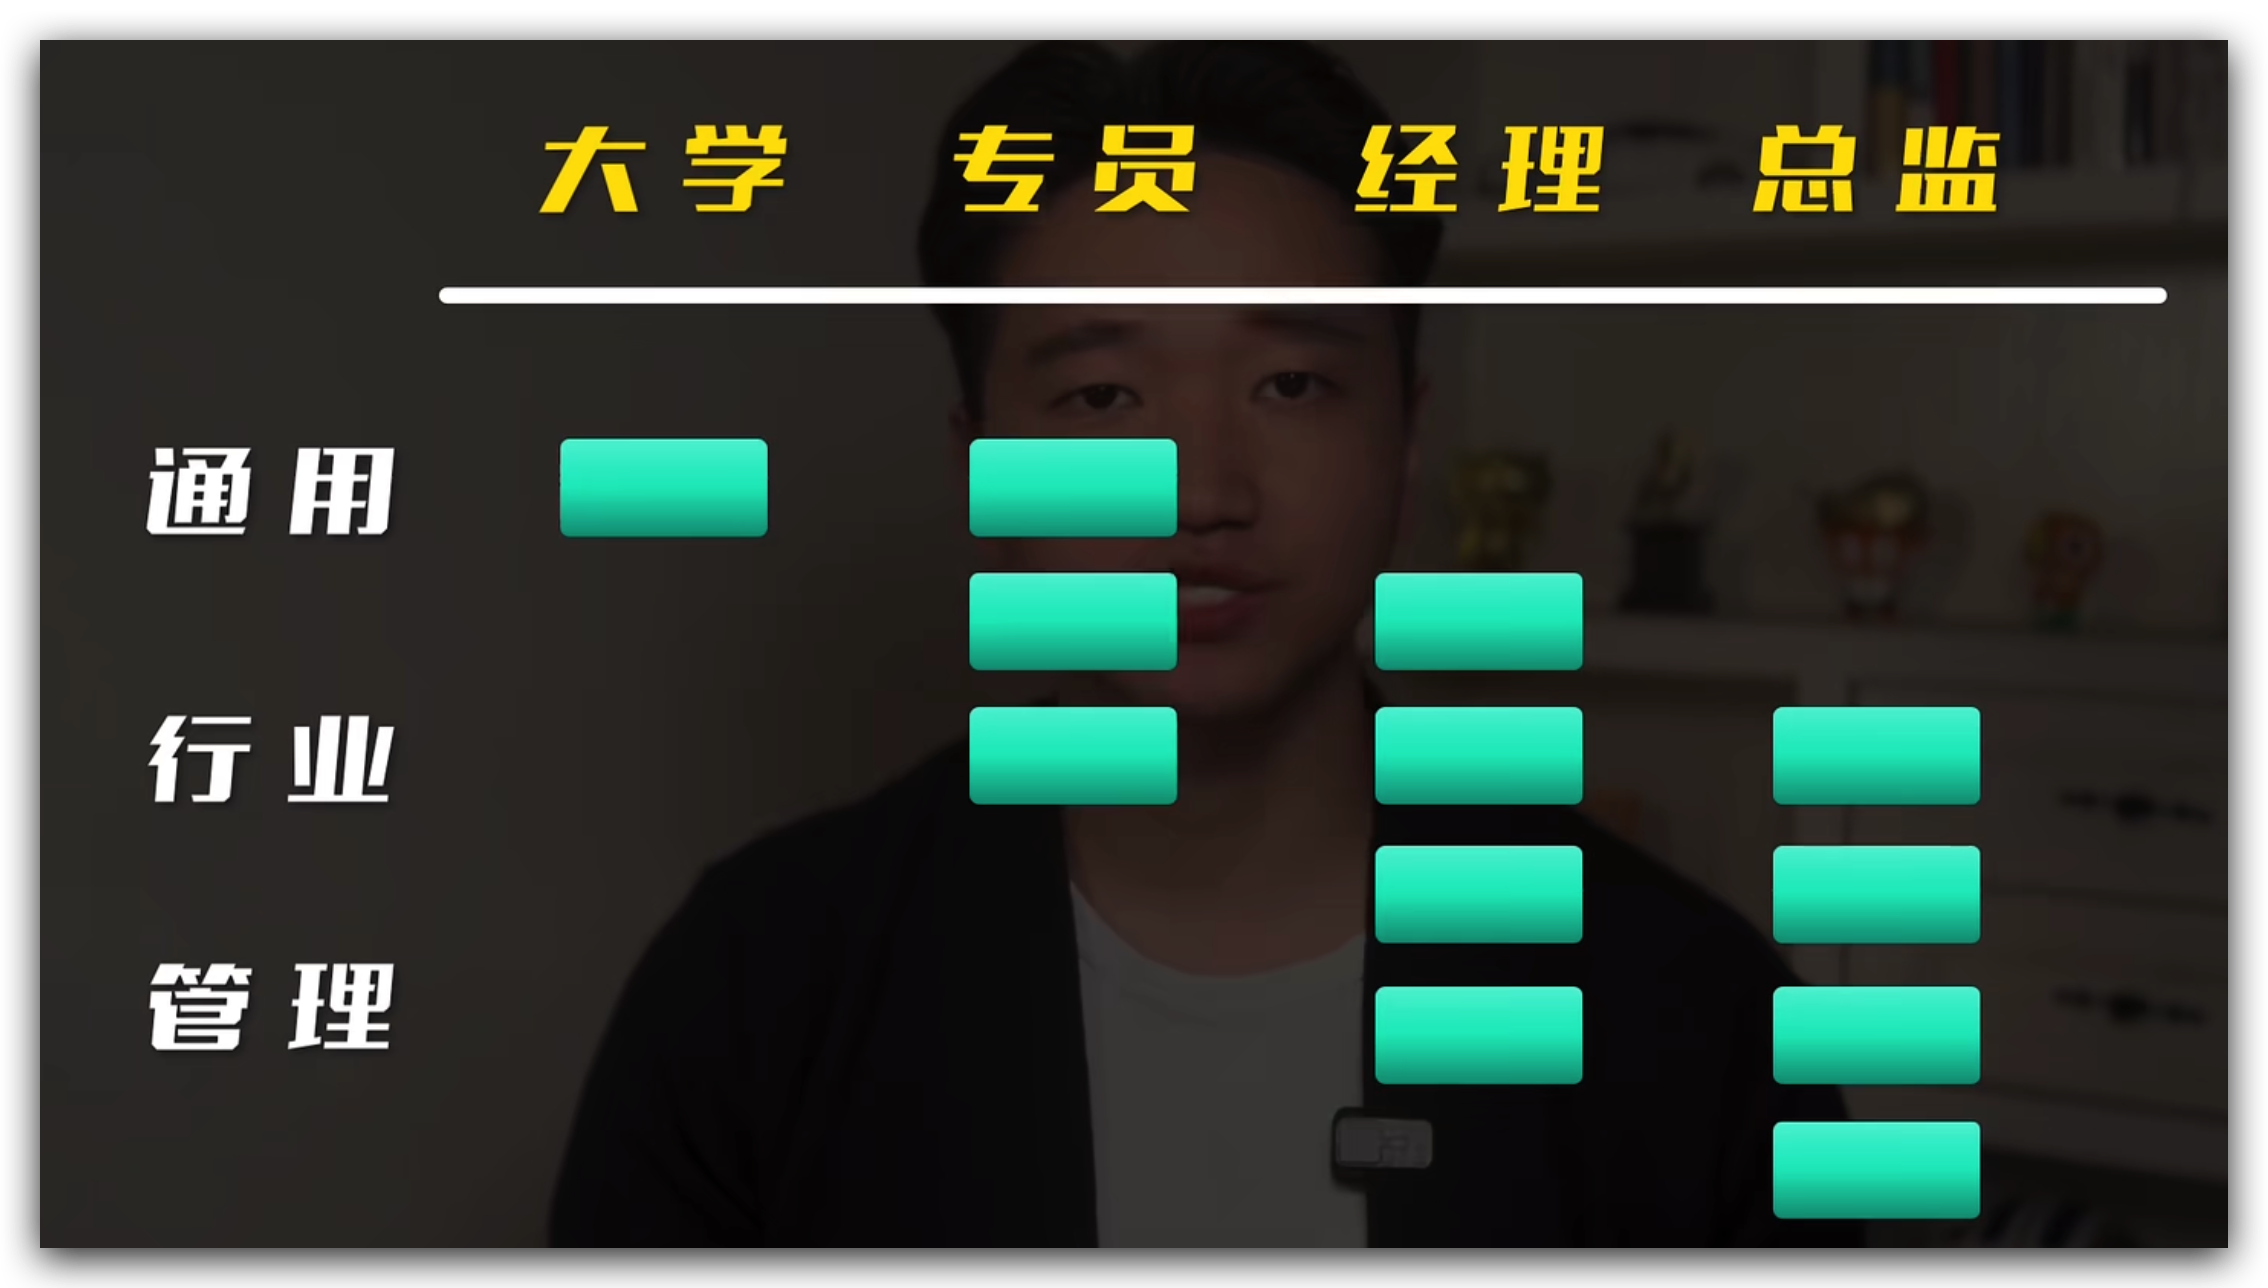 大学 专员 经理 总监
通用
行业
管理